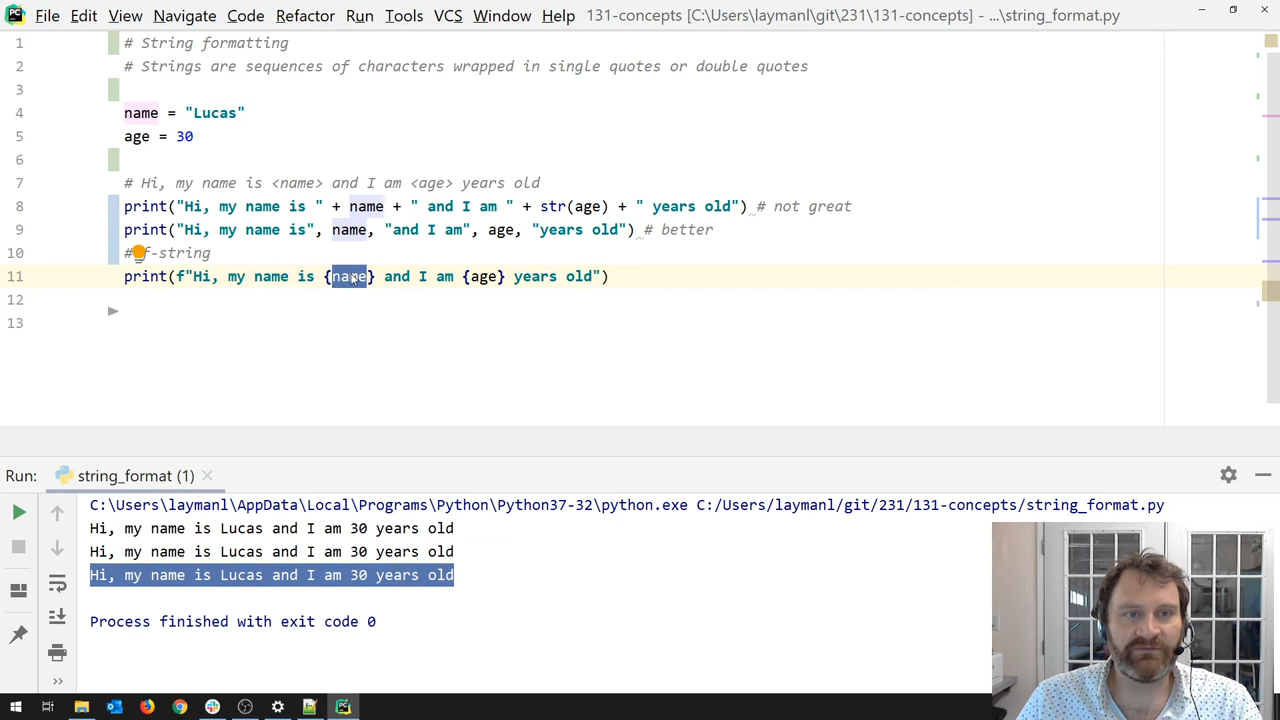 File Edit View Navigate Code Refactor Run Tools VCS Window Help 131-concepts [C:\Users\laymanl\git\231\131-concepts] - ...\string_format.py
1 # String formatting
2 # Strings are sequences of characters wrapped in single quotes or double quotes
3
4 name = "Lucas"
5 age = 30
6
7 # Hi, my name is <name> and I am <age> years old
8 print("Hi, my name is " + name + " and I am " + str(age) + " years old") # not great
9 print("Hi, my name is", name, "and I am", age, "years old") # better
10 # f-string
11 print(f"Hi, my name is {name} and I am {age} years old")
12
13
Run: string_format (1)
C:\Users\laymanl\AppData\Local\Programs\Python\Python37-32\python.exe C:/Users/laymanl/git/231/131-concepts/string_format.py
Hi, my name is Lucas and I am 30 years old
Hi, my name is Lucas and I am 30 years old
Hi, my name is Lucas and I am 30 years old
Process finished with exit code 0